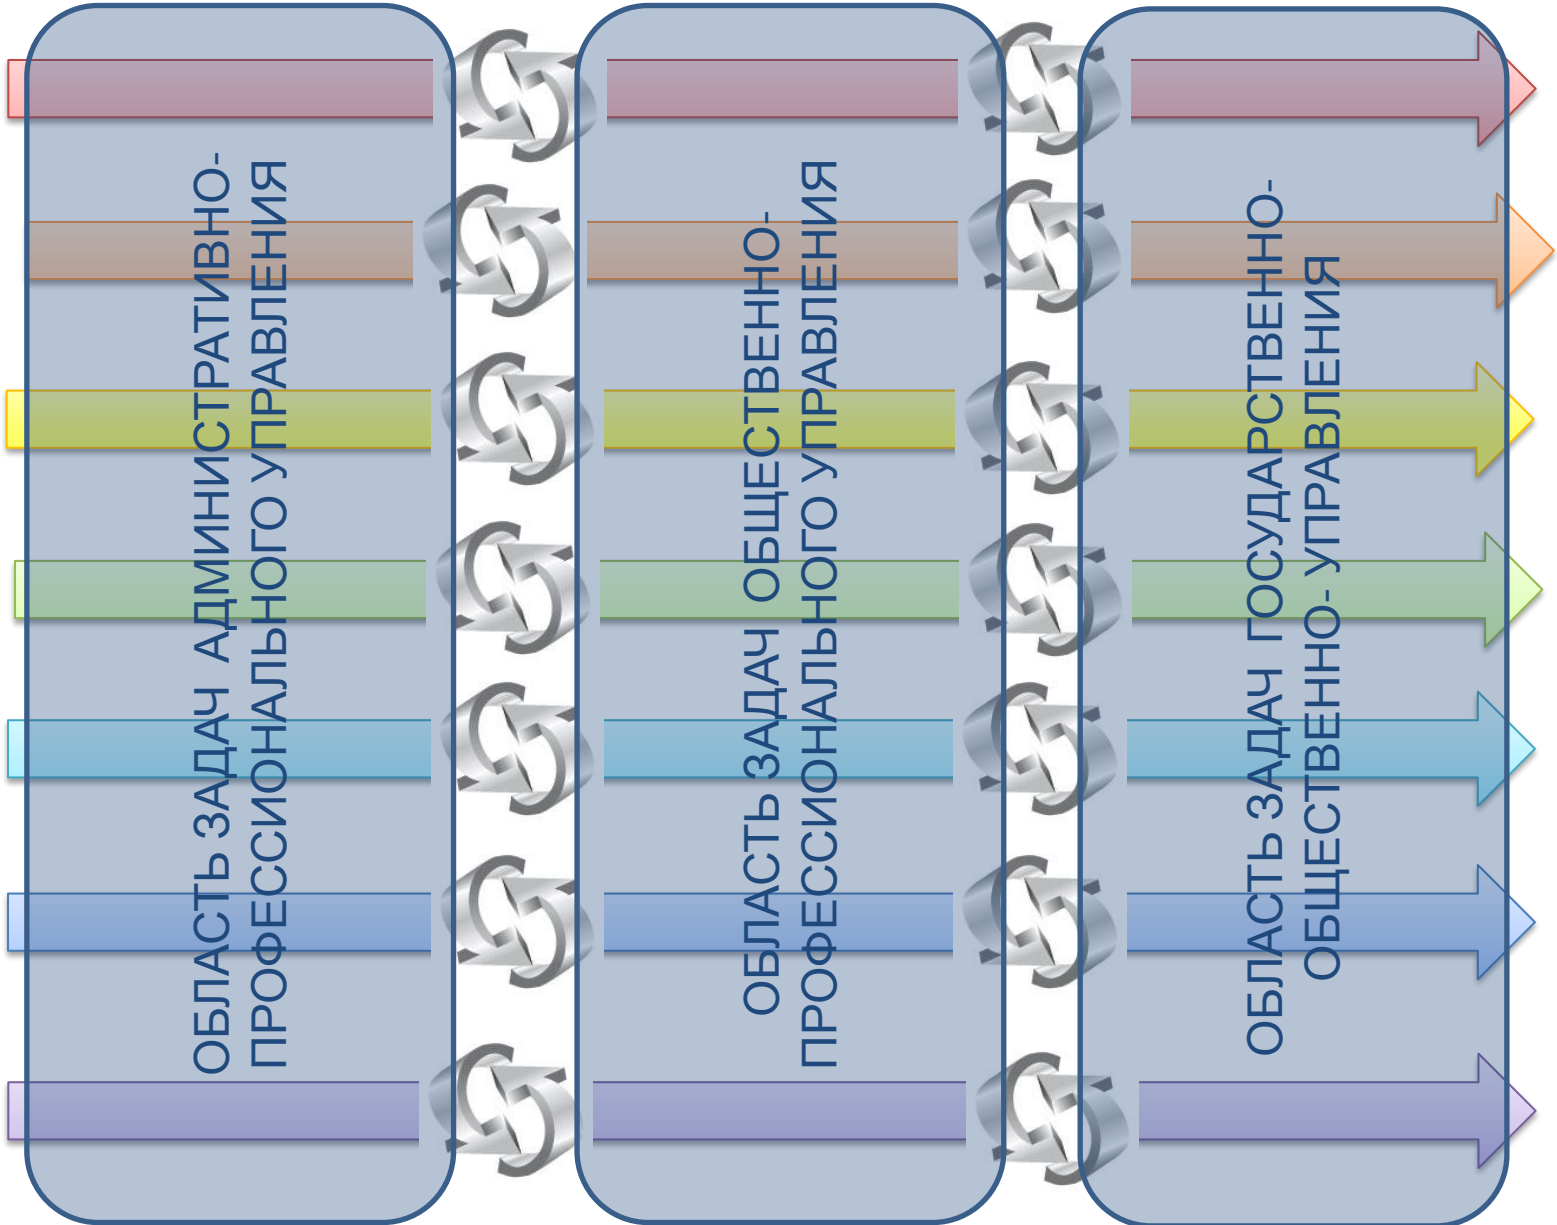 ОБЛАСТЬ ЗАДАЧ АДМИНИСТРАТИВНО-
ПРОФЕССИОНАЛЬНОГО УПРАВЛЕНИЯ
ОБЛАСТЬ ЗАДАЧ ОБЩЕСТВЕННО-
ПРОФЕССИОНАЛЬНОГО УПРАВЛЕНИЯ
ОБЛАСТЬ ЗАДАЧ ГОСУДАРСТВЕННО-
ОБЩЕСТВЕННО- УПРАВЛЕНИЯ